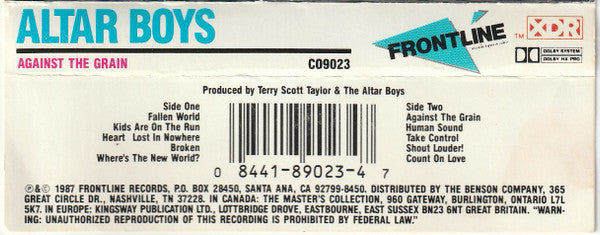 ALTAR BOYS
AGAINST THE GRAIN
C09023
FRONTLINE
TM XDR
DOLBY SYSTEM
DOLBY HX PRO
Produced by Terry Scott Taylor & The Altar Boys
Side One
Fallen World
Kids Are On The Run
Heart Lost In Nowhere
Broken
Where's The New World?
Side Two
Against The Grain
Human Sound
Take Control
Shout Louder!
Count On Love
0 8441-89023-4 7
℗&© 1987 FRONTLINE RECORDS, P.O. BOX 28450, SANTA ANA, CA 92799-8450. DISTRIBUTED BY THE BENSON COMPANY, 365
GREAT CIRCLE DR., NASHVILLE, TN 37228. IN CANADA: THE MASTER'S COLLECTION, 960 GATEWAY, BURLINGTON, ONTARIO L7L
5K7. IN EUROPE: KINGSWAY PUBLICATION LTD., LOTTBRIDGE DROVE, EASTBOURNE, EAST SUSSEX BN23 6NT GREAT BRITAIN. "WARN-
ING: UNAUTHORIZED REPRODUCTION OF THIS RECORDING IS PROHIBITED BY FEDERAL LAW."